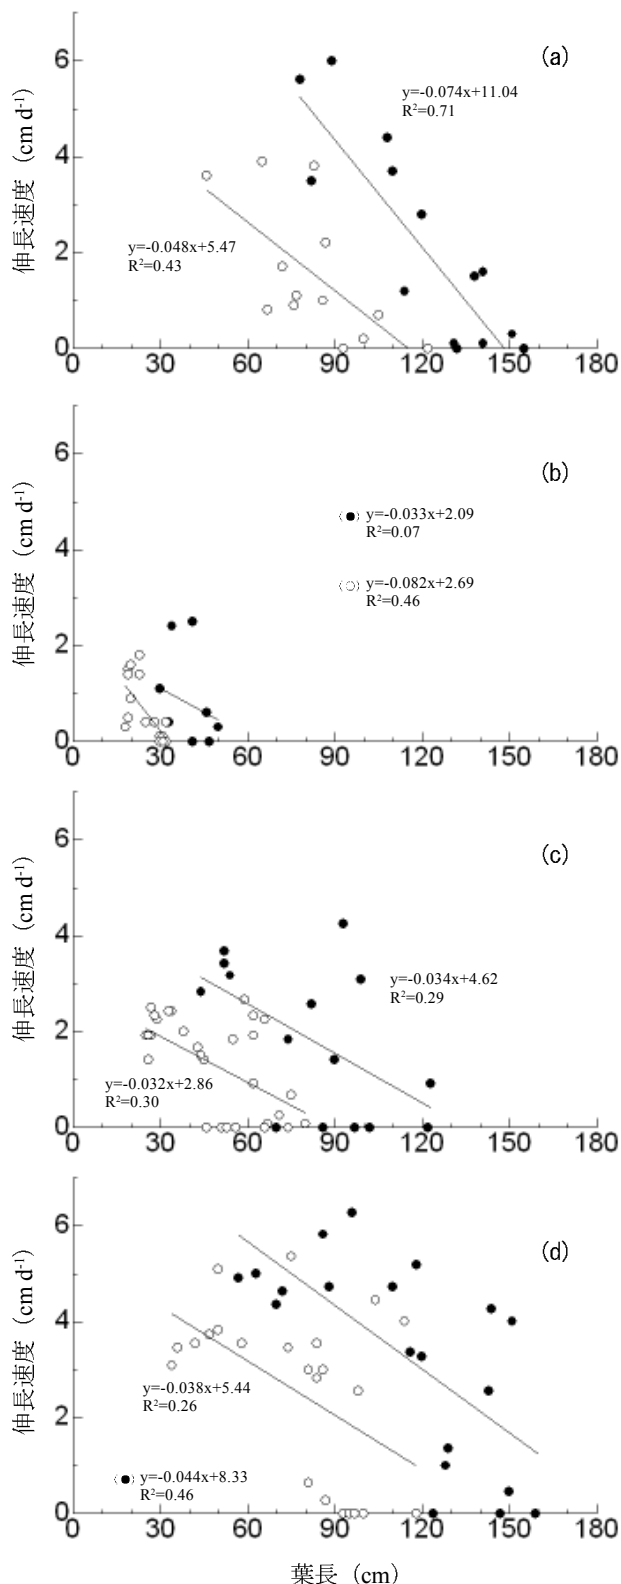 6
4
2
0
伸長速度（cm d-1）
(a)
y=-0.074x+11.04
R2=0.71
y=-0.048x+5.47
R2=0.43
0 30 60 90 120 150 180
6
4
2
0
伸長速度（cm d-1）
(b)
y=-0.033x+2.09
R2=0.07
y=-0.082x+2.69
R2=0.46
0 30 60 90 120 150 180
6
4
2
0
伸長速度（cm d-1）
(c)
y=-0.034x+4.62
R2=0.29
y=-0.032x+2.86
R2=0.30
0 30 60 90 120 150 180
6
4
2
0
伸長速度（cm d-1）
(d)
y=-0.038x+5.44
R2=0.26
y=-0.044x+8.33
R2=0.46
0 30 60 90 120 150 180
葉長（cm）